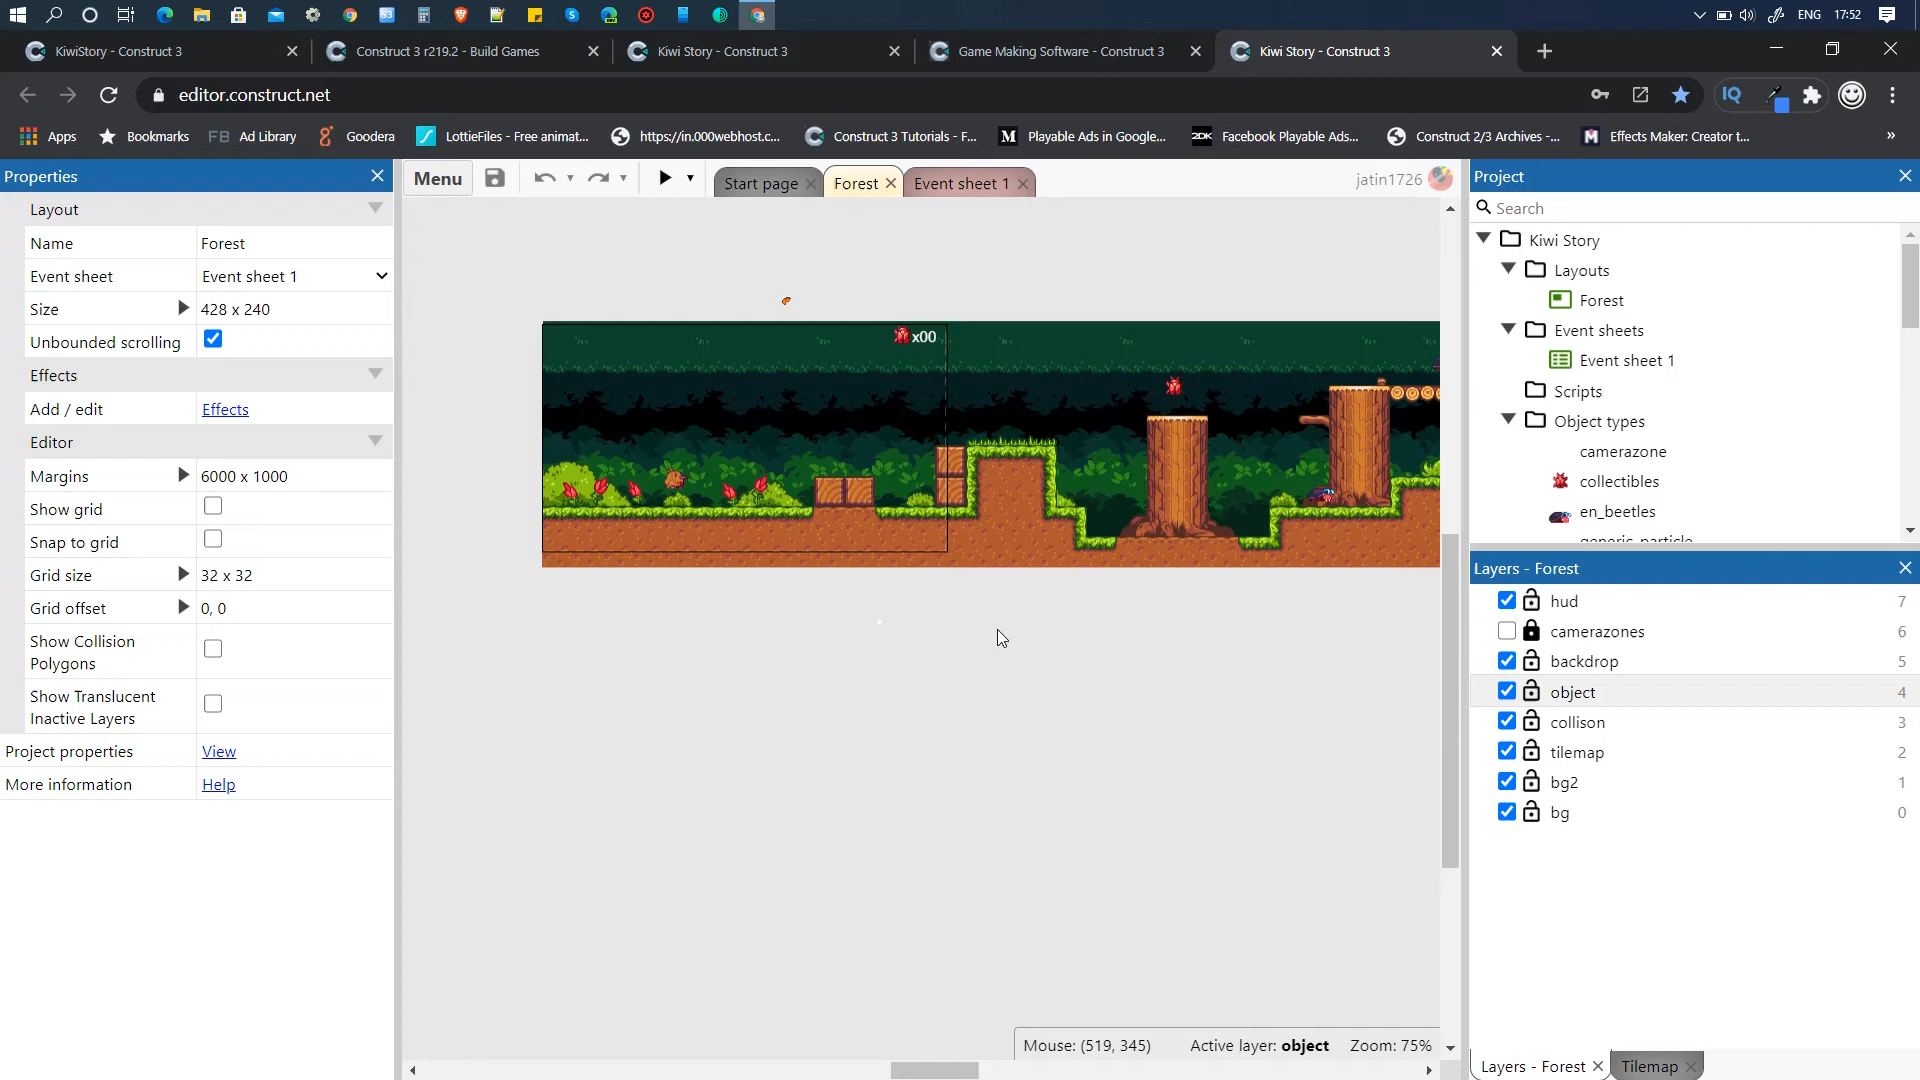 ENG 17:52
KiwiStory - Construct 3
Construct 3 r219.2 - Build Games
Kiwi Story - Construct 3
Game Making Software - Construct 3
Kiwi Story - Construct 3
editor.construct.net
IQ
Apps
Bookmarks
FB Ad Library
Goodera
LottieFiles - Free animat...
https://in.000webhost.c...
Construct 3 Tutorials - F...
M Playable Ads in Google...
2DK Facebook Playable Ads...
Construct 2/3 Archives -...
Effects Maker: Creator t...
Properties
Menu
Start page
Forest
Event sheet 1
jatin1726
Project
Layout
Name Forest
Event sheet Event sheet 1
Size 428 x 240
Unbounded scrolling
Effects
Add / edit Effects
Editor
Margins 6000 x 1000
Show grid
Snap to grid
Grid size 32 x 32
Grid offset 0, 0
Show Collision
Polygons
Show Translucent
Inactive Layers
Project properties View
More information Help
x00
Mouse: (519, 345) Active layer: object Zoom: 75%
Search
Kiwi Story
Layouts
Forest
Event sheets
Event sheet 1
Scripts
Object types
camerazone
collectibles
en_beetles
generic_particle
Layers - Forest
hud 7
camerazones 6
backdrop 5
object 4
collison 3
tilemap 2
bg2 1
bg 0
Layers - Forest
Tilemap